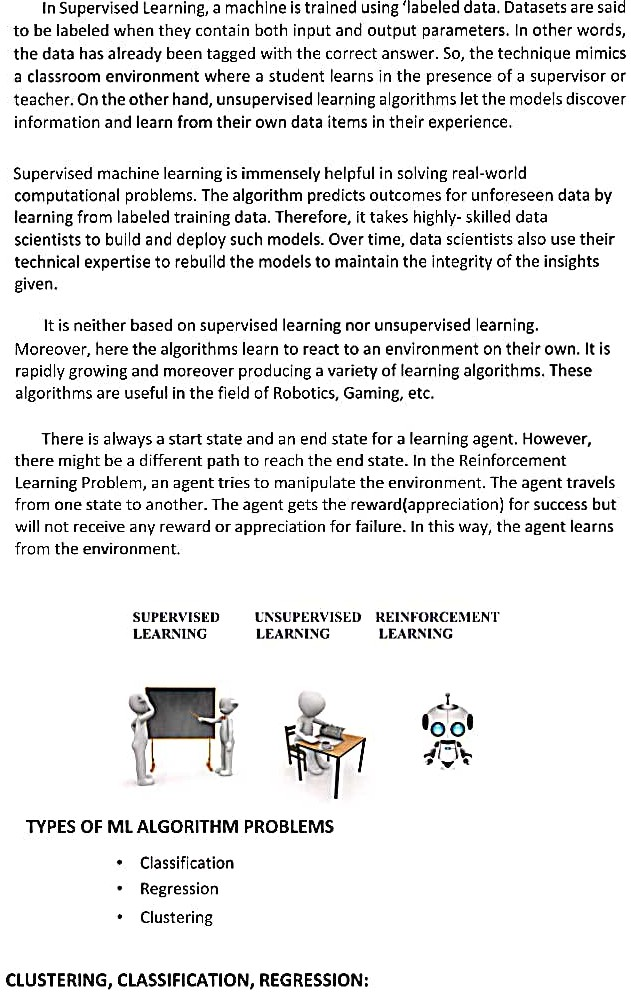 In Supervised Learning, a machine is trained using ‘labeled data. Datasets are said
to be labeled when they contain both input and output parameters. In other words,
the data has already been tagged with the correct answer. So, the technique mimics
a classroom environment where a student learns in the presence of a supervisor or
teacher. On the other hand, unsupervised learning algorithms let the models discover
information and learn from their own data items in their experience.
Supervised machine learning is immensely helpful in solving real-world
computational problems. The algorithm predicts outcomes for unforeseen data by
learning from labeled training data. Therefore, it takes highly- skilled data
scientists to build and deploy such models. Over time, data scientists also use their
technical expertise to rebuild the models to maintain the integrity of the insights
given.
It is neither based on supervised learning nor unsupervised learning.
Moreover, here the algorithms learn to react to an environment on their own. It is
rapidly growing and moreover producing a variety of learning algorithms. These
algorithms are useful in the field of Robotics, Gaming, etc.
There is always a start state and an end state for a learning agent. However,
there might be a different path to reach the end state. In the Reinforcement
Learning Problem, an agent tries to manipulate the environment. The agent travels
from one state to another. The agent gets the reward(appreciation) for success but
will not receive any reward or appreciation for failure. In this way, the agent learns
from the environment.
SUPERVISED UNSUPERVISED REINFORCEMENT
LEARNING LEARNING LEARNING
TYPES OF ML ALGORITHM PROBLEMS
• Classification
• Regression
• Clustering
CLUSTERING, CLASSIFICATION, REGRESSION: